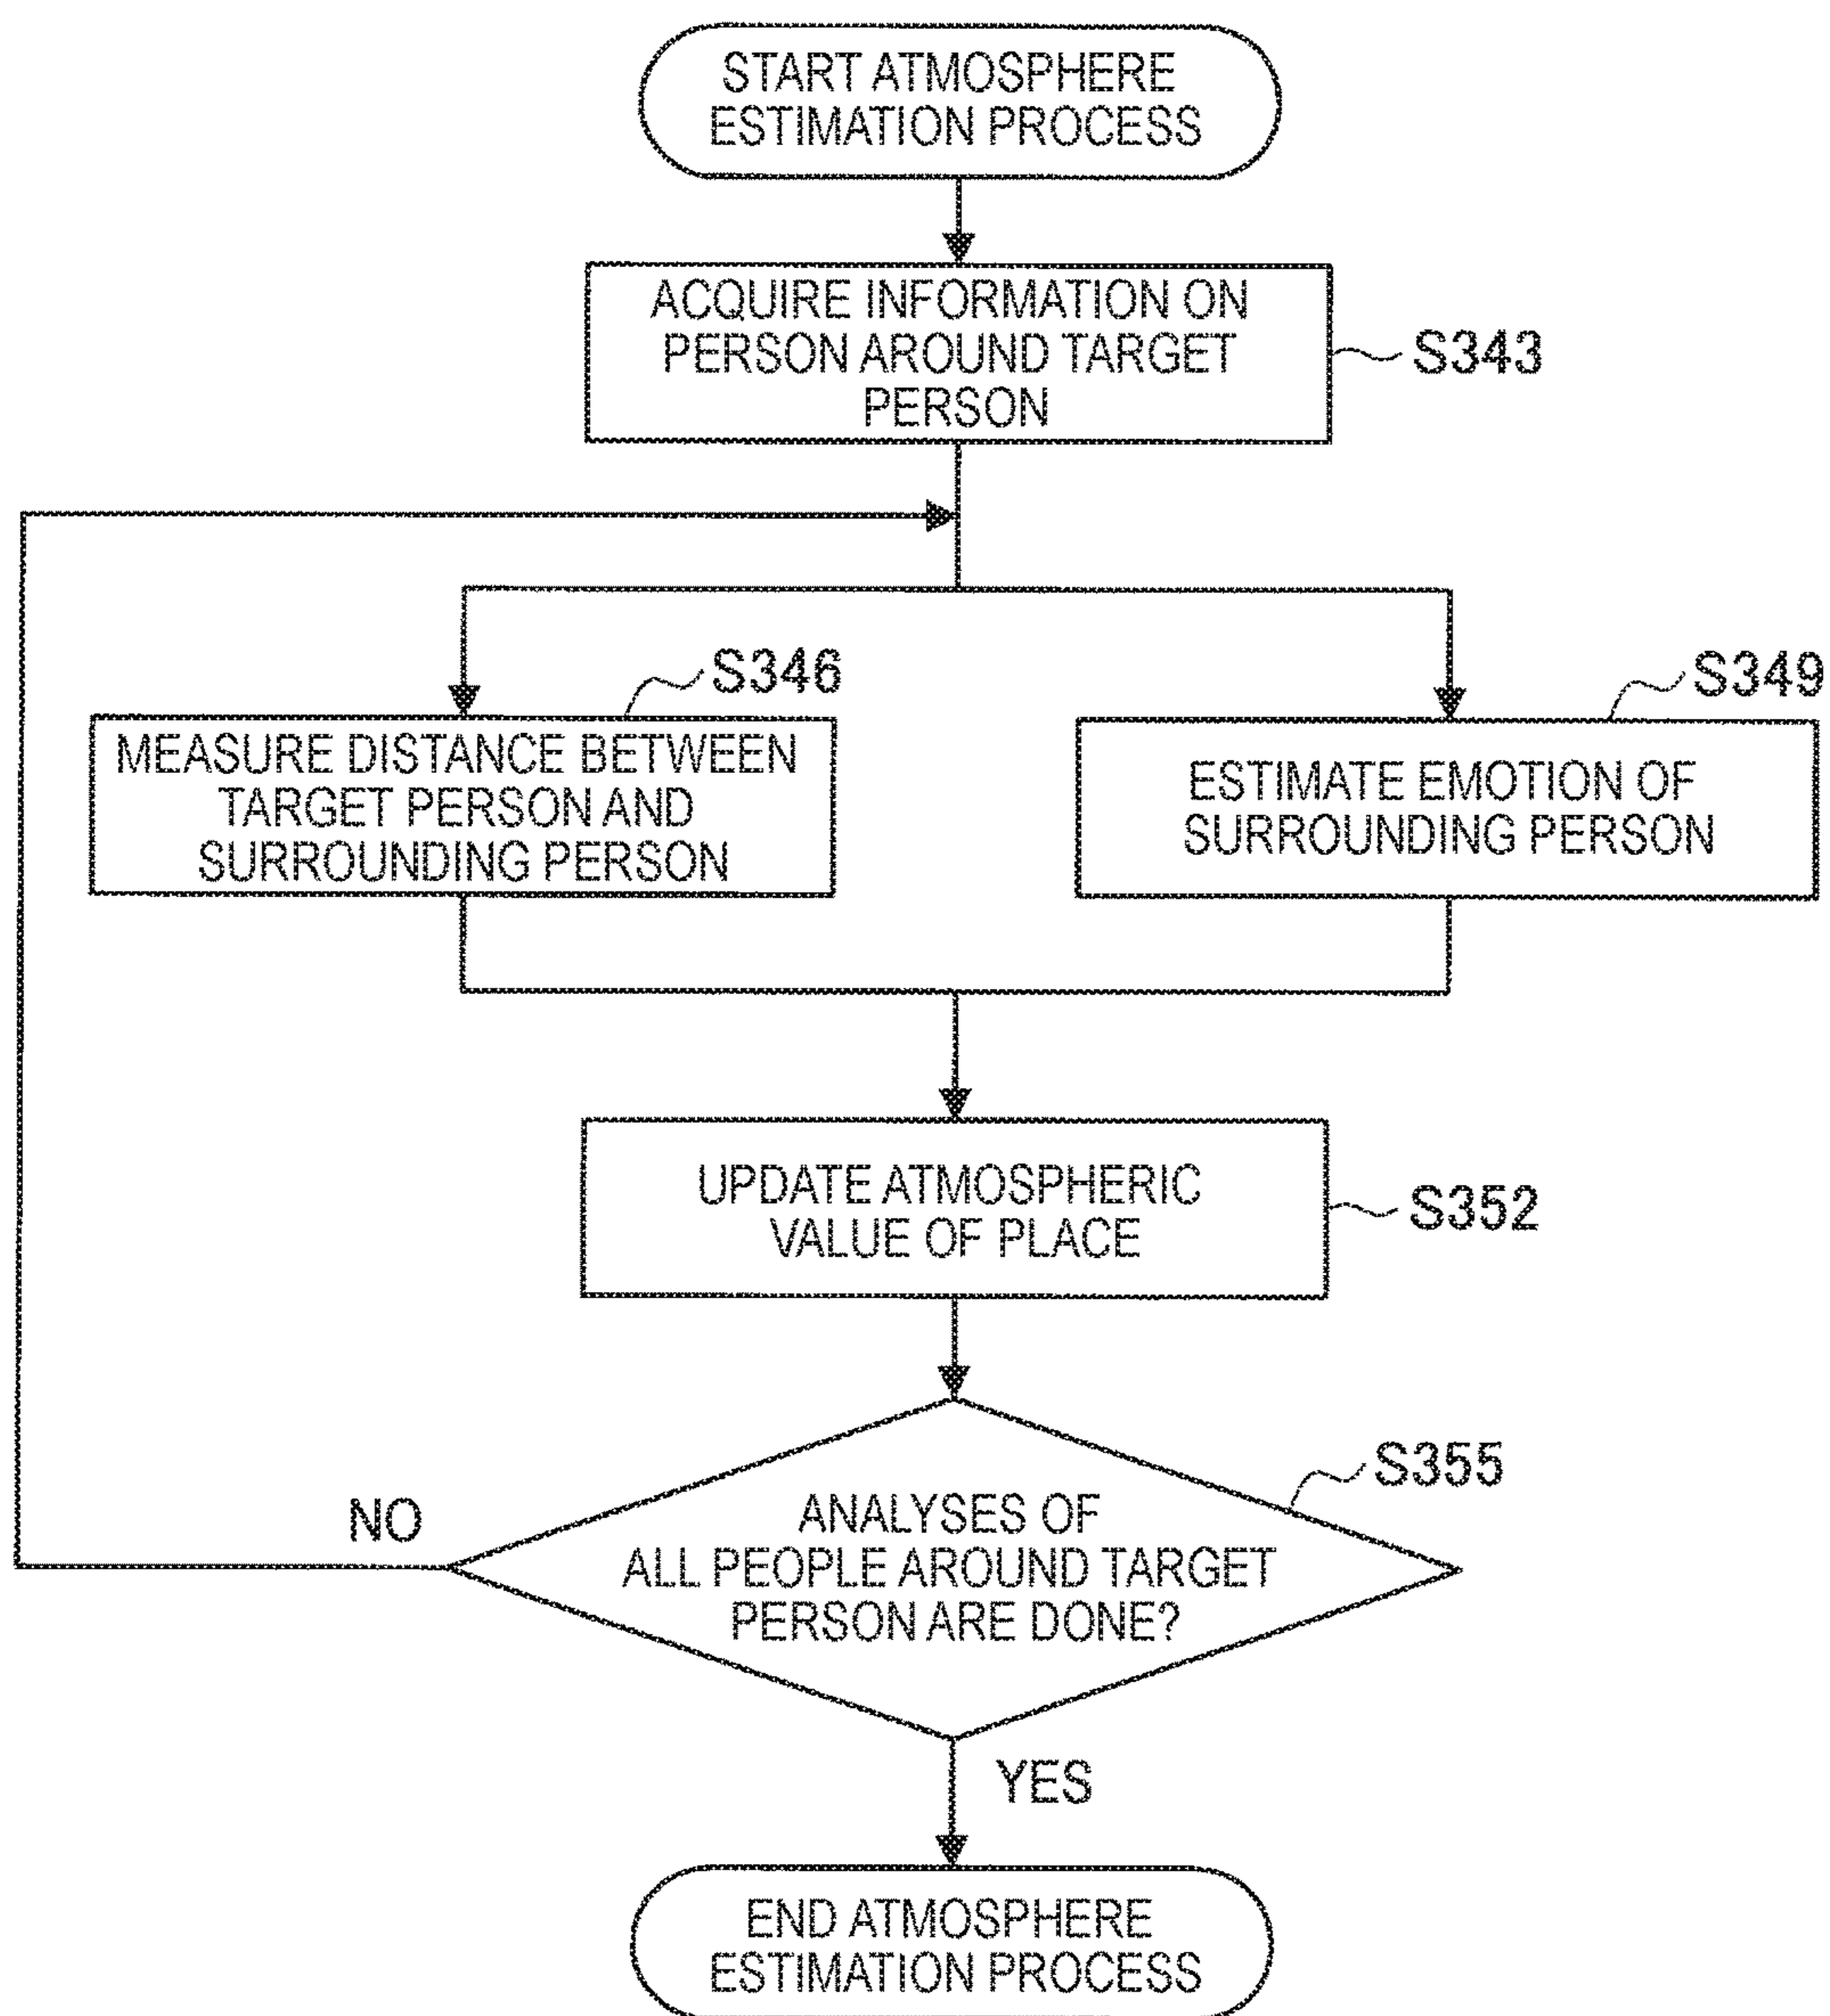 START ATMOSPHERE
ESTIMATION PROCESS
ACQUIRE INFORMATION ON
PERSON AROUND TARGET
PERSON
S343
S346
MEASURE DISTANCE BETWEEN
TARGET PERSON AND
SURROUNDING PERSON
S349
ESTIMATE EMOTION OF
SURROUNDING PERSON
UPDATE ATMOSPHERIC
VALUE OF PLACE
S352
S355
ANALYSES OF
ALL PEOPLE AROUND TARGET
PERSON ARE DONE?
NO
YES
END ATMOSPHERE
ESTIMATION PROCESS